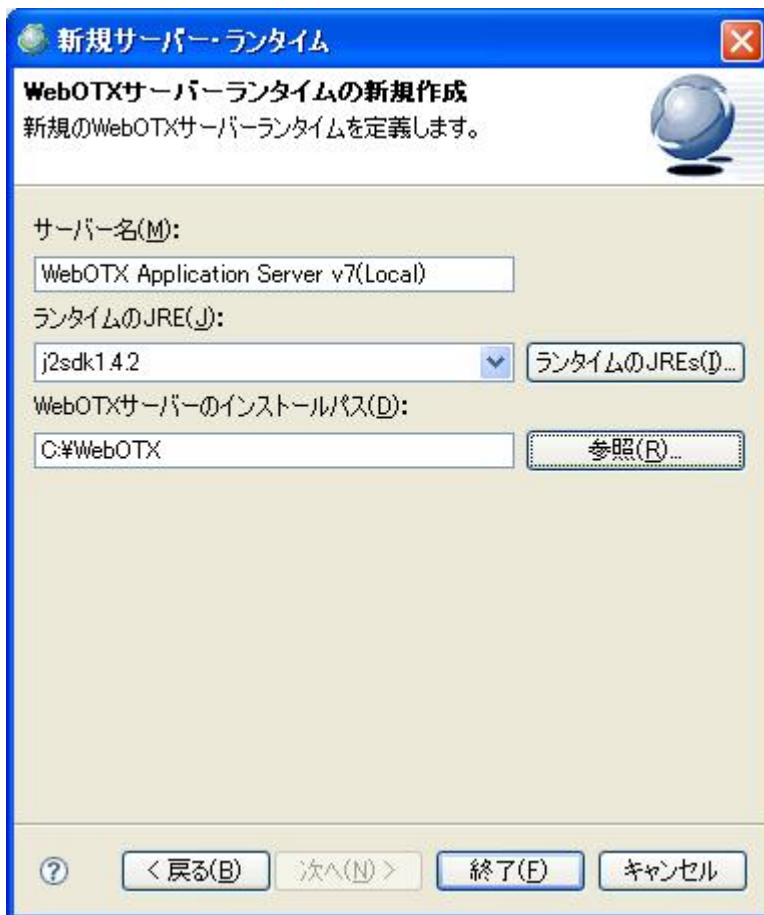 新規サーバー・ランタイム
WebOTXサーバーランタイムの新規作成
新規のWebOTXサーバーランタイムを定義します。
サーバー名(M):
WebOTX Application Server v7(Local)
ランタイムのJRE(J):
j2sdk1.4.2
ランタイムのJREs(I)...
WebOTXサーバーのインストールパス(D):
C:¥WebOTX
参照(R)...
?
< 戻る(B)
次へ(N) >
終了(F)
キャンセル